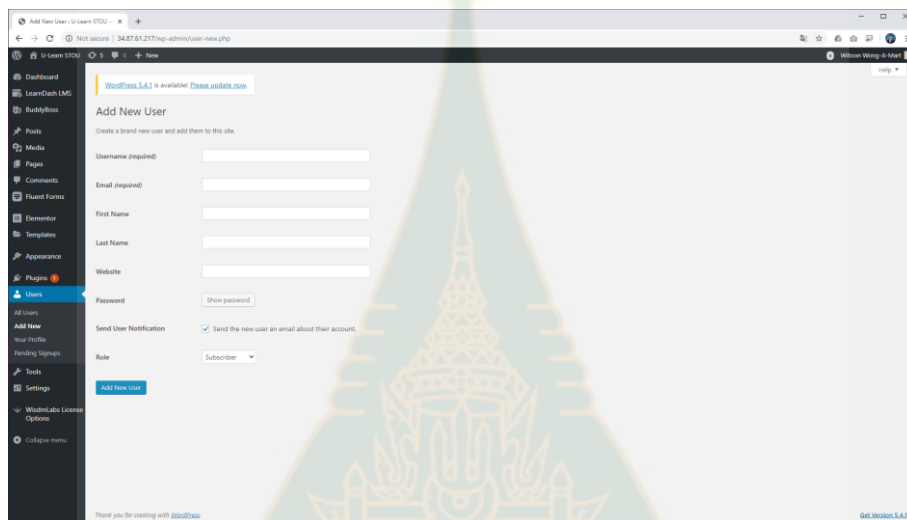 Add New User ‹ U-Learn STOU —
Not secure | 34.87.61.217/wp-admin/user-new.php
U-Learn STOU 5 0 + New
0 Witoon Wong-A-Mart
Help
Dashboard
LearnDash LMS
BuddyBoss
Posts
Media
Pages
Comments
Fluent Forms
Elementor
Templates
Appearance
Plugins 1
Users
All Users
Add New
Your Profile
Pending Signups
Tools
Settings
WisdmLabs License
Options
Collapse menu
WordPress 5.4.1 is available! Please update now.
Add New User
Create a brand new user and add them to this site.
Username (required)
Email (required)
First Name
Last Name
Website
Password Show password
Send User Notification Send the new user an email about their account.
Role Subscriber
Add New User
Thank you for creating with WordPress.
Get Version 5.4.1